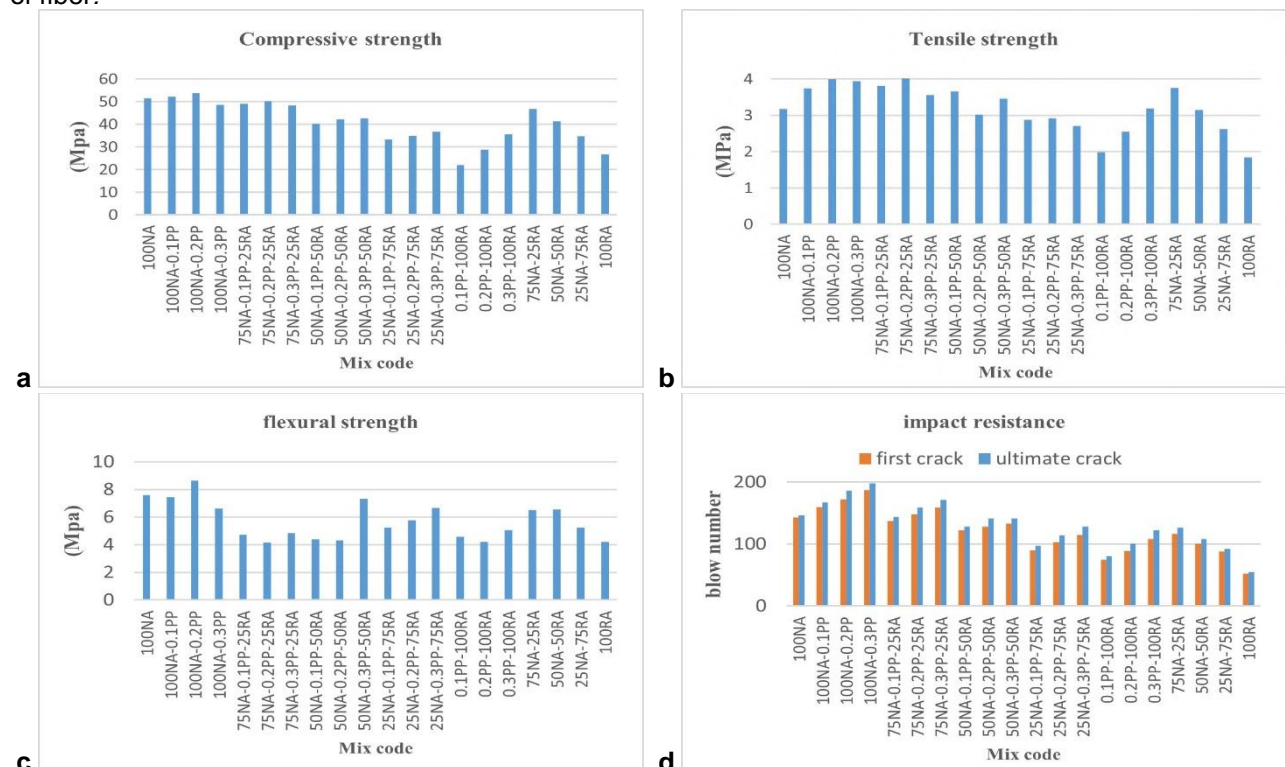 of fiber.
Compressive strength
(Mpa)
60
50
40
30
20
10
0
100NA
100NA-0.1PP
100NA-0.2PP
100NA-0.3PP
75NA-0.1PP-25RA
75NA-0.2PP-25RA
75NA-0.3PP-25RA
50NA-0.1PP-50RA
50NA-0.2PP-50RA
50NA-0.3PP-50RA
25NA-0.1PP-75RA
25NA-0.2PP-75RA
25NA-0.3PP-75RA
0.1PP-100RA
0.2PP-100RA
0.3PP-100RA
75NA-25RA
50NA-50RA
25NA-75RA
100RA
Mix code
a
Tensile strength
(MPa)
4
3
2
1
0
100NA
100NA-0.1PP
100NA-0.2PP
100NA-0.3PP
75NA-0.1PP-25RA
75NA-0.2PP-25RA
75NA-0.3PP-25RA
50NA-0.1PP-50RA
50NA-0.2PP-50RA
50NA-0.3PP-50RA
25NA-0.1PP-75RA
25NA-0.2PP-75RA
25NA-0.3PP-75RA
0.1PP-100RA
0.2PP-100RA
0.3PP-100RA
75NA-25RA
50NA-50RA
25NA-75RA
100RA
Mix code
b
flexural strength
(Mpa)
10
8
6
4
2
0
100NA
100NA-0.1PP
100NA-0.2PP
100NA-0.3PP
75NA-0.1PP-25RA
75NA-0.2PP-25RA
75NA-0.3PP-25RA
50NA-0.1PP-50RA
50NA-0.2PP-50RA
50NA-0.3PP-50RA
25NA-0.1PP-75RA
25NA-0.2PP-75RA
25NA-0.3PP-75RA
0.1PP-100RA
0.2PP-100RA
0.3PP-100RA
75NA-25RA
50NA-50RA
25NA-75RA
100RA
Mix code
c
impact resistance
first crack ultimate crack
blow number
200
100
0
100NA
100NA-0.1PP
100NA-0.2PP
100NA-0.3PP
75NA-0.1PP-25RA
75NA-0.2PP-25RA
75NA-0.3PP-25RA
50NA-0.1PP-50RA
50NA-0.2PP-50RA
50NA-0.3PP-50RA
25NA-0.1PP-75RA
25NA-0.2PP-75RA
25NA-0.3PP-75RA
0.1PP-100RA
0.2PP-100RA
0.3PP-100RA
75NA-25RA
50NA-50RA
25NA-75RA
100RA
Mix code
d